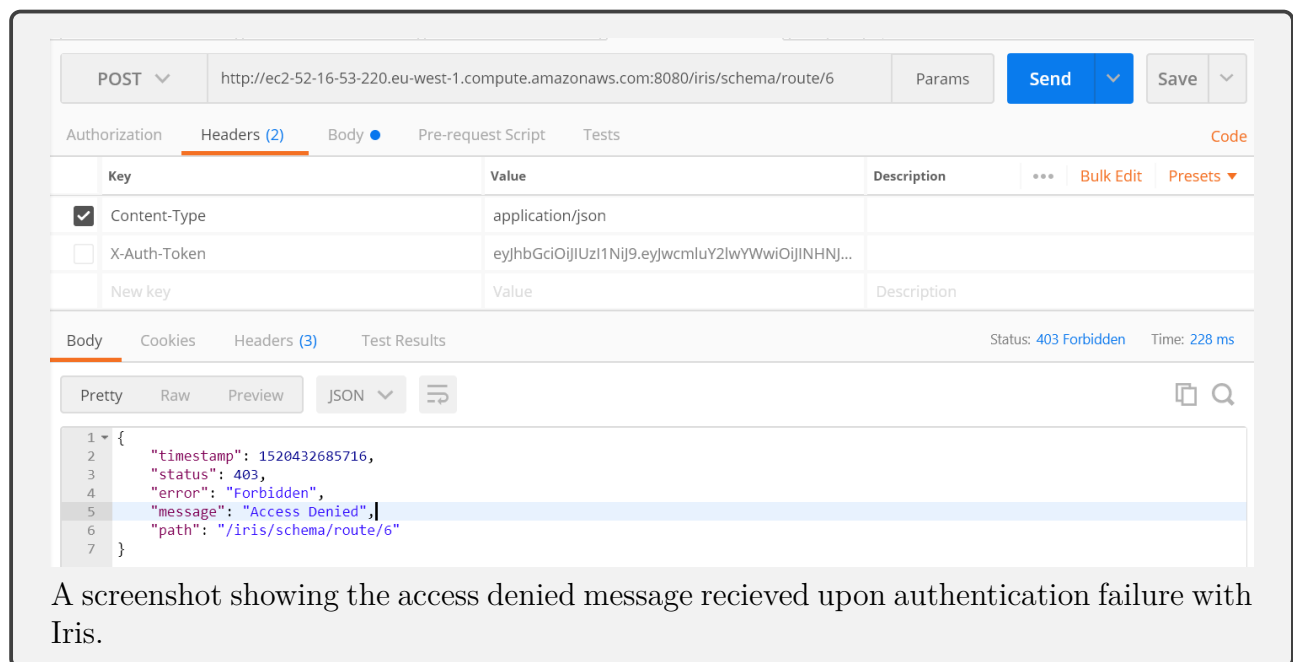 POST http://ec2-52-16-53-220.eu-west-1.compute.amazonaws.com:8080/iris/schema/route/6 Params Send Save
Authorization Headers (2) Body Pre-request Script Tests Code
Key Value Description Bulk Edit Presets
Content-Type application/json
X-Auth-Token eyJhbGciOiJIUzI1NiJ9.eyJwcmluY2lwYWwiOiJINHNJ...
New key Value Description
Body Cookies Headers (3) Test Results Status: 403 Forbidden Time: 228 ms
Pretty Raw Preview JSON
1 {
2 "timestamp": 1520432685716,
3 "status": 403,
4 "error": "Forbidden",
5 "message": "Access Denied",
6 "path": "/iris/schema/route/6"
7 }
A screenshot showing the access denied message recieved upon authentication failure with
Iris.